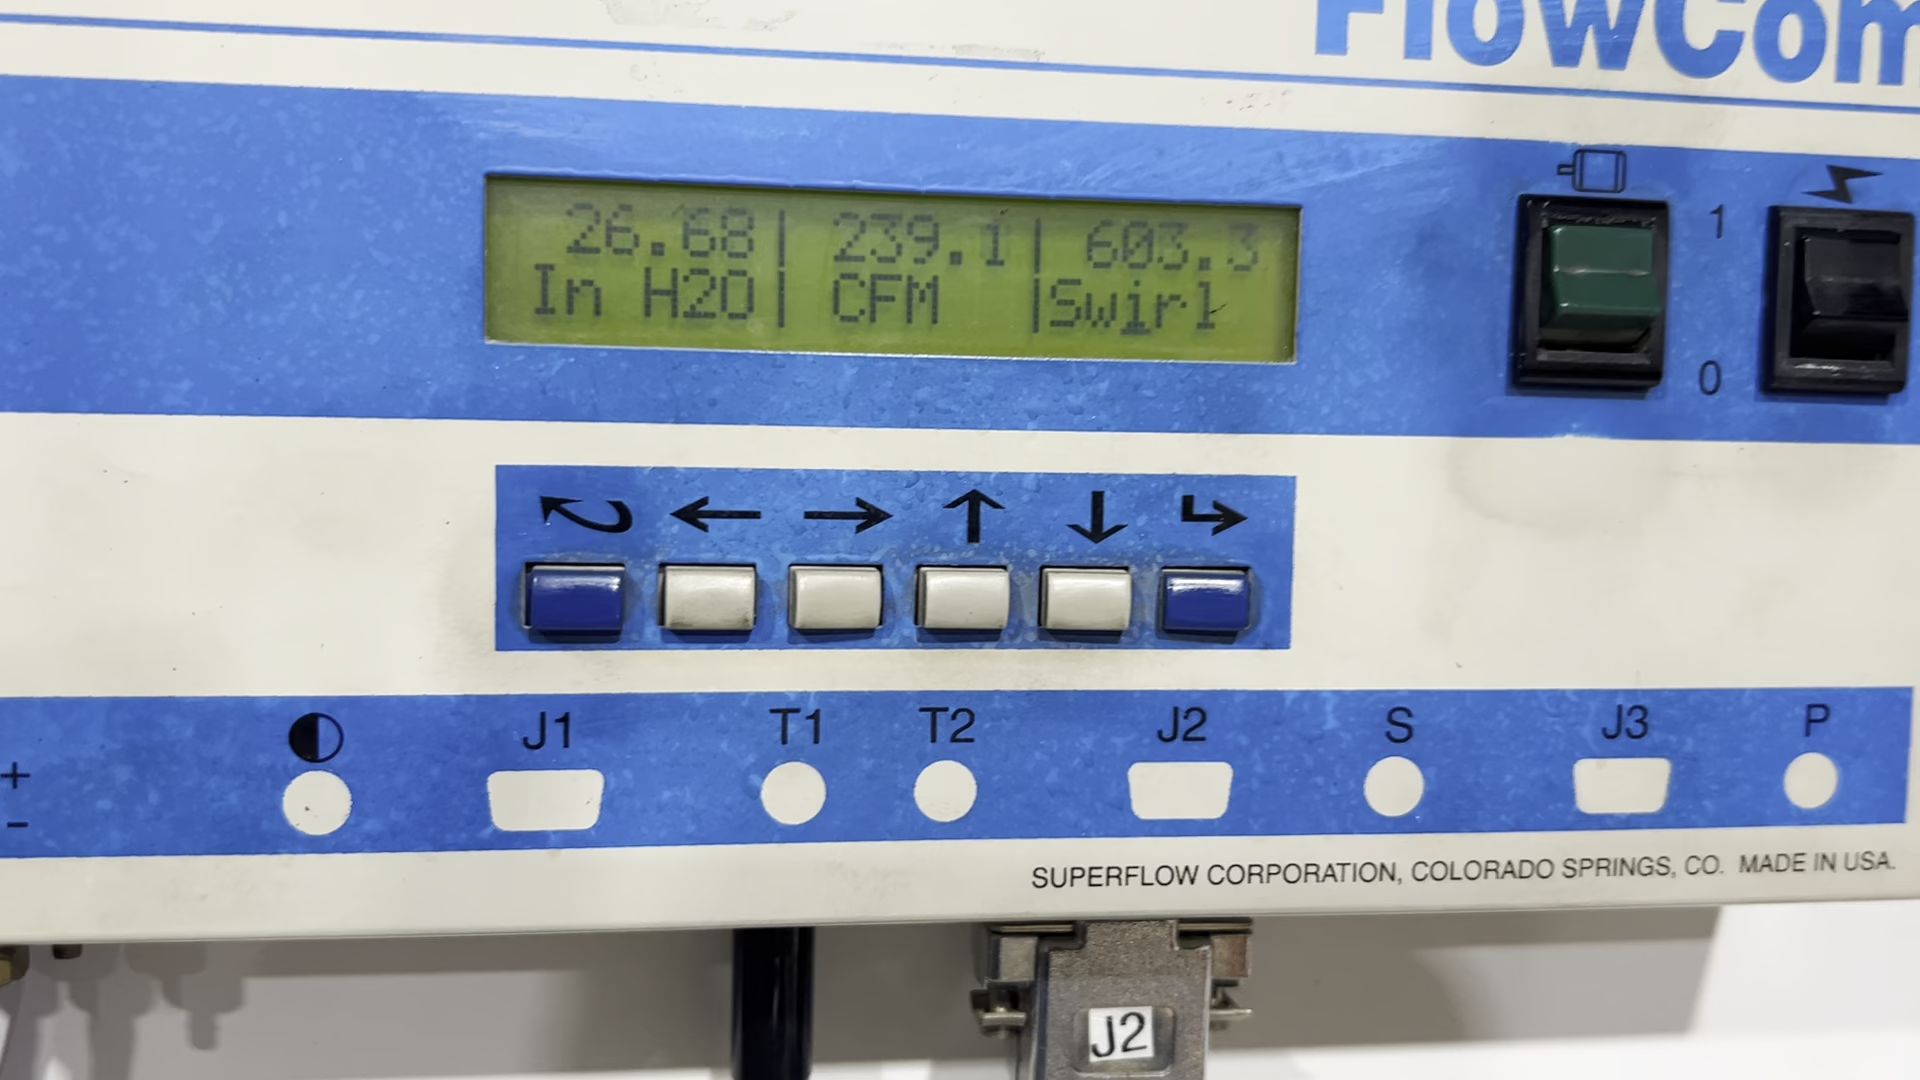 FlowCom
26.68| 239.1| 603.3
In H2O| CFM |Swirl
1
0
J1 T1 T2 J2 S J3 P
+
-
SUPERFLOW CORPORATION, COLORADO SPRINGS, CO. MADE IN USA.
J2